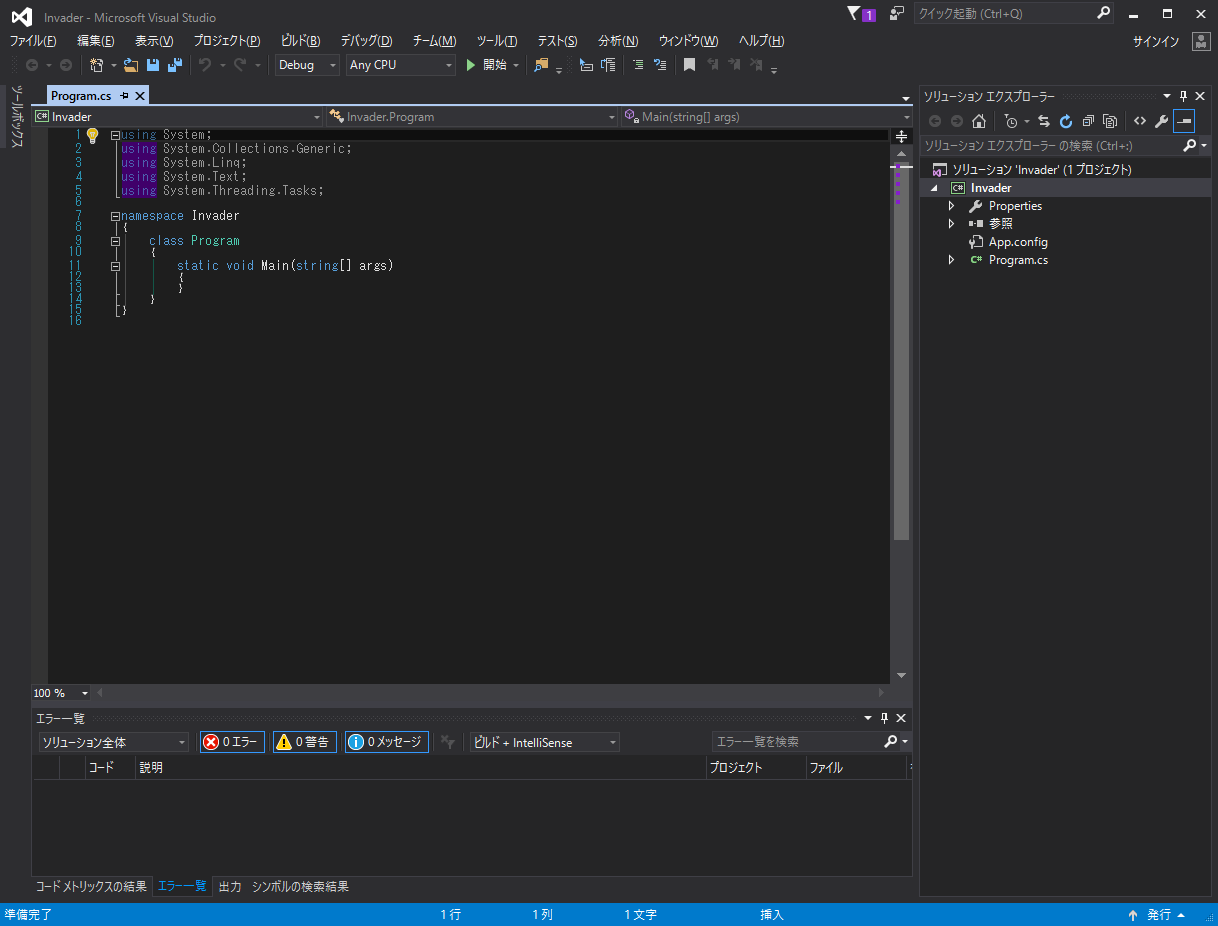 Invader - Microsoft Visual Studio
1
クイック起動 (Ctrl+Q)
ファイル(F) 編集(E) 表示(V) プロジェクト(P) ビルド(B) デバッグ(D) チーム(M) ツール(T) テスト(S) 分析(N) ウィンドウ(W) ヘルプ(H) サインイン
Debug Any CPU 開始
ツールボックス
Program.cs
C# Invader Invader.Program Main(string[] args)
1 using System;
2 using System.Collections.Generic;
3 using System.Linq;
4 using System.Text;
5 using System.Threading.Tasks;
6
7 namespace Invader
8 {
9 class Program
10 {
11 static void Main(string[] args)
12 {
13 }
14 }
15 }
16
100 %
ソリューション エクスプローラー
ソリューション エクスプローラー の検索 (Ctrl+:)
ソリューション 'Invader' (1 プロジェクト)
C# Invader
Properties
参照
App.config
C# Program.cs
エラー一覧
ソリューション全体 0 エラー 0 警告 0 メッセージ ビルド + IntelliSense エラー一覧を検索
コード 説明 プロジェクト ファイル
コード メトリックスの結果 エラー一覧 出力 シンボルの検索結果
準備完了 1 行 1 列 1 文字 挿入 発行